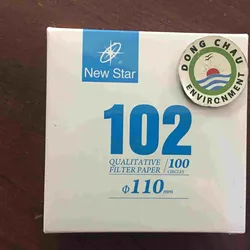 New Star
DONG CHAU
ENVIRONMENT
102
QUALITATIVE
FILTER PAPER / 100
CIRCLES
Φ110mm